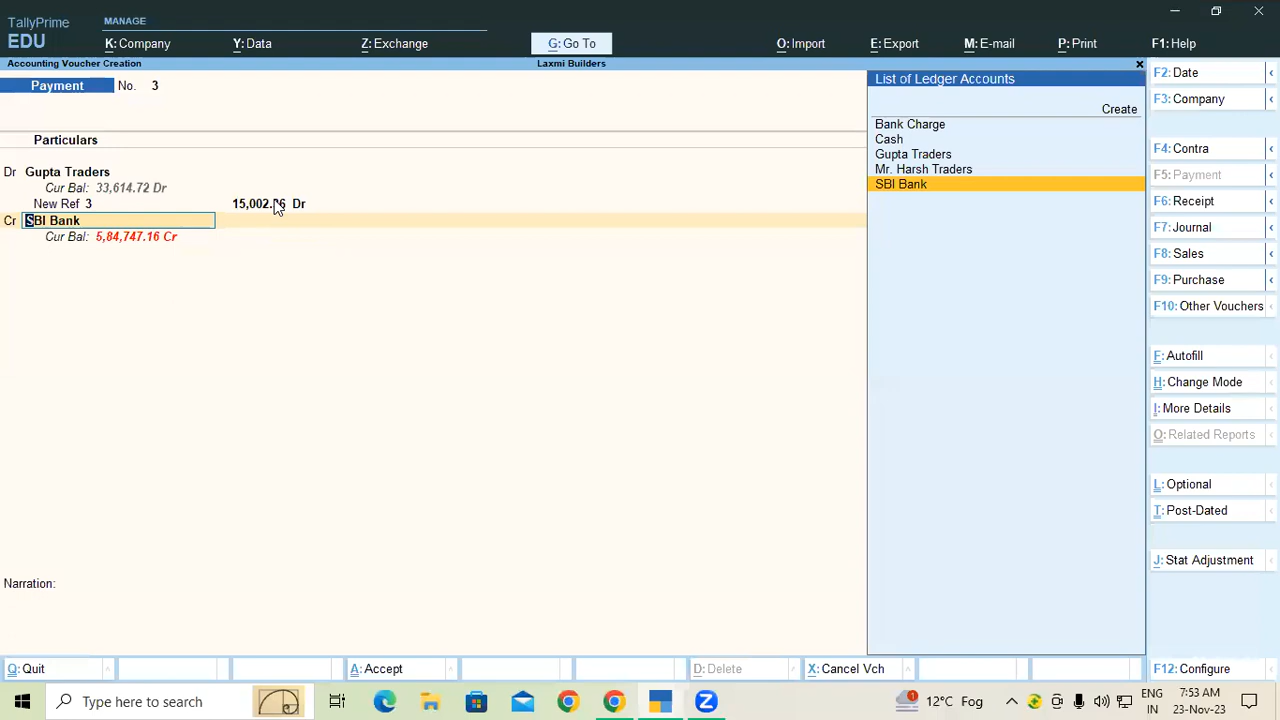 TallyPrime
MANAGE
EDU
K: Company
Y: Data
Z: Exchange
G: Go To
O: Import
E: Export
M: E-mail
P: Print
F1: Help
Accounting Voucher Creation
Laxmi Builders
Payment No. 3
Particulars
Dr Gupta Traders
Cur Bal: 33,614.72 Dr
New Ref 3 Dr
Cr SBI Bank
Cur Bal: 5,84,747.16 Cr
Narration:
List of Ledger Accounts
Create
Bank Charge
Cash
Gupta Traders
Mr. Harsh Traders
SBI Bank
F2: Date
F3: Company
F4: Contra
F5: Payment
F6: Receipt
F7: Journal
F8: Sales
F9: Purchase
F10: Other Vouchers
F: Autofill
H: Change Mode
I: More Details
O: Related Reports
L: Optional
T: Post-Dated
J: Stat Adjustment
Q: Quit
A: Accept
D: Delete
X: Cancel Vch
F12: Configure
Type here to search
12°C Fog
ENG
IN
7:53 AM
23-Nov-23